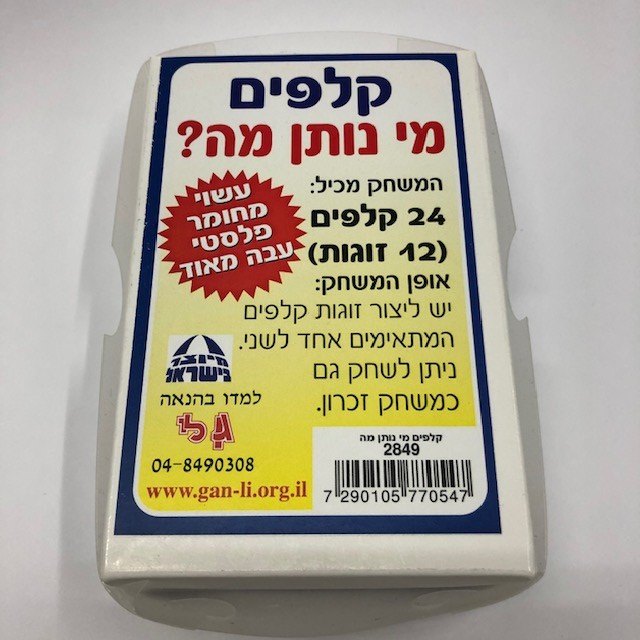 קלפים
מי נותן מה?
המשחק מכיל:
24 קלפים
(12 זוגות)
אופן המשחק:
יש ליצור זוגות קלפים
המתאימים אחד לשני.
ניתן לשחק גם
כמשחק זכרון.
עשוי
מחומר
פלסטי
עבה מאוד
מיוצר
בישראל
למדו בהנאה
גלי
04-8490308
www.gan-li.org.il
קלפים מי נותן מה
2849
7 290105 770547